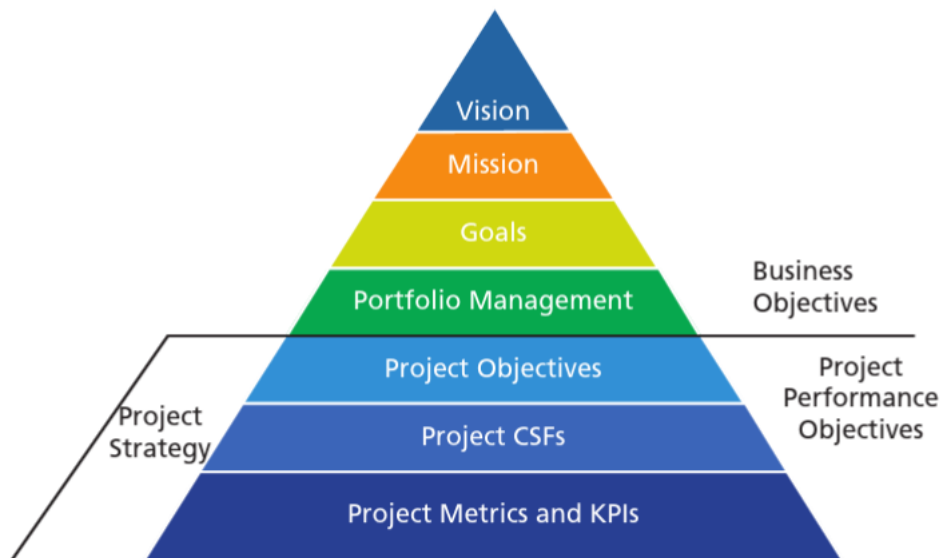 Vision
Mission
Goals
Portfolio Management
Business
Objectives
Project Objectives
Project
Performance
Objectives
Project
Strategy
Project CSFs
Project Metrics and KPIs